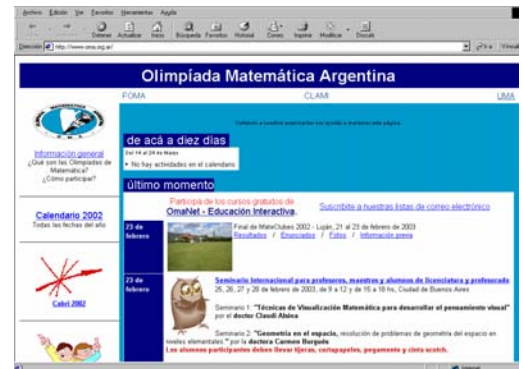 Archivo Edición Ver Favoritos Herramientas Ayuda
Detener Actualizar Inicio Búsqueda Favoritos Historial Correo Imprimir Modificar Discutir
Dirección http://www.oma.org.ar/
Olimpíada Matemática Argentina
FOMA CLAMI UMA
de acá a diez días
Del 14 al 24 de Marzo
• No hay actividades en el calendario
último momento
Información general
¿Qué son las Olimpíadas de
Matemática?
¿Cómo participar?
Calendario 2002
Todas las fechas del año
Cabri 2002
Participá de los cursos gratuitos de
OmaNet - Educación Interactiva.
Suscribite a nuestras listas de correo electrónico
23 de
febrero
Final de MateClubes 2002 - Luján, 21 al 23 de febrero de 2003
Resultados / Enunciados / Fotos / Información previa
23 de
febrero
Seminario Internacional para profesores, maestros y alumnos de licenciatura y profesorado
25, 26, 27 y 28 de febrero de 2003, de 9 a 12 y de 15 a 18 hs, Ciudad de Buenos Aires
Seminario 1: "Técnicas de Visualización Matemática para desarrollar el pensamiento visual"
por el doctor Claudi Alsina
Seminario 2: "Geometría en el espacio, resolución de problemas de geometría del espacio en
niveles elementales " por la doctora Carmen Burgués
Los alumnos participantes deben llevar tijeras, cortapapeles, pegamento y cinta scotch.